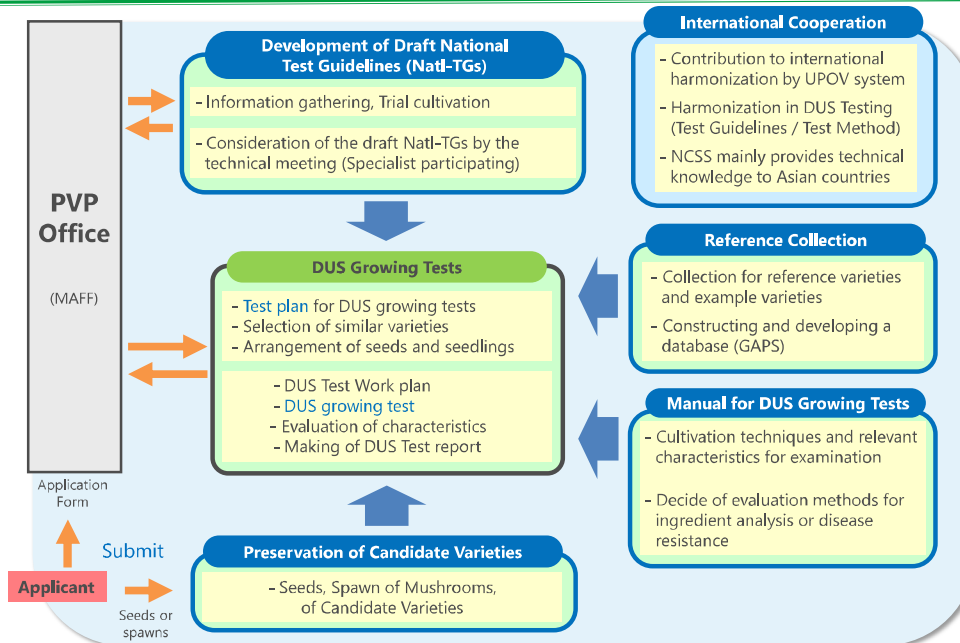 PVP
Office
(MAFF)
Application
Form
Submit
Applicant
Seeds or
spawns
Development of Draft National
Test Guidelines (Natl-TGs)
- Information gathering, Trial cultivation
- Consideration of the draft Natl-TGs by the
technical meeting (Specialist participating)
DUS Growing Tests
- Test plan for DUS growing tests
- Selection of similar varieties
- Arrangement of seeds and seedlings
- DUS Test Work plan
- DUS growing test
- Evaluation of characteristics
- Making of DUS Test report
Preservation of Candidate Varieties
- Seeds, Spawn of Mushrooms,
of Candidate Varieties
International Cooperation
- Contribution to international
harmonization by UPOV system
- Harmonization in DUS Testing
(Test Guidelines / Test Method)
- NCSS mainly provides technical
knowledge to Asian countries
Reference Collection
- Collection for reference varieties
and example varieties
- Constructing and developing a
database (GAPS)
Manual for DUS Growing Tests
- Cultivation techniques and relevant
characteristics for examination
- Decide of evaluation methods for
ingredient analysis or disease
resistance